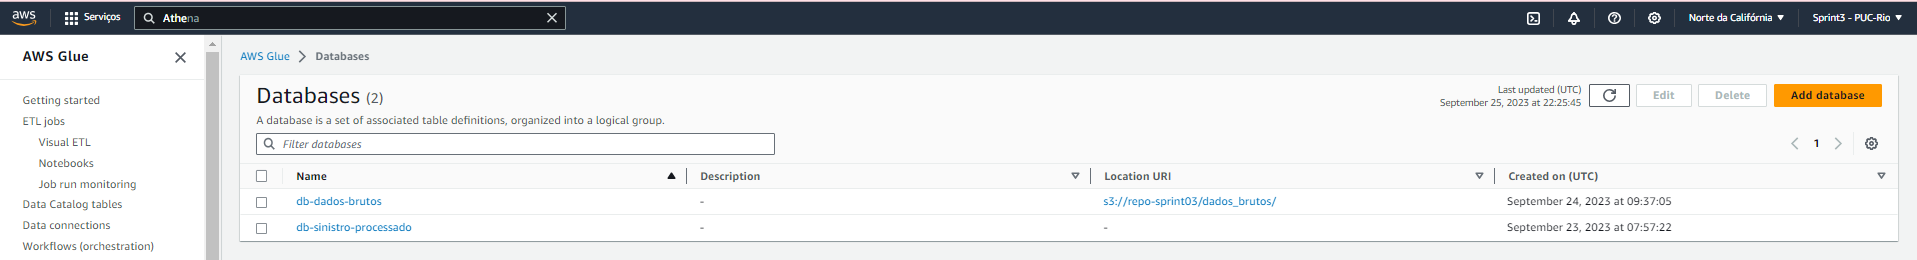 aws Serviços Athena Norte da Califórnia Sprint3 - PUC-Rio
AWS Glue
Getting started
ETL jobs
Visual ETL
Notebooks
Job run monitoring
Data Catalog tables
Data connections
Workflows (orchestration)
AWS Glue Databases
Databases (2)
A database is a set of associated table definitions, organized into a logical group.
Last updated (UTC)
September 25, 2023 at 22:25:45
Edit Delete Add database
Filter databases
1
Name Description Location URI Created on (UTC)
db-dados-brutos - s3://repo-sprint03/dados_brutos/ September 24, 2023 at 09:37:05
db-sinistro-processado - - September 23, 2023 at 07:57:22